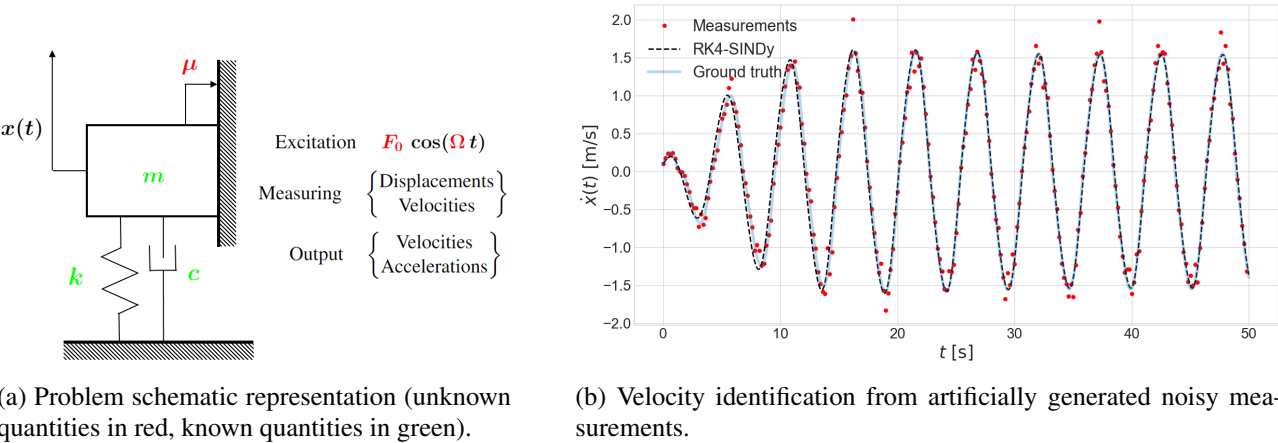 μ
x(t)
m
k
c
Excitation F₀ cos(Ω t)
Measuring {Displacements
Velocities}
Output {Velocities
Accelerations}
(a) Problem schematic representation (unknown
quantities in red, known quantities in green).
2.0
1.5
1.0
0.5
0.0
−0.5
−1.0
−1.5
−2.0
ẋ(t) [m/s]
Measurements
RK4-SINDy
Ground truth
0 10 20 30 40 50
t [s]
(b) Velocity identification from artificially generated noisy mea-
surements.